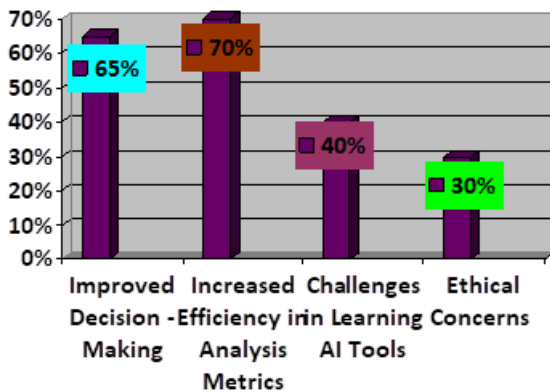 70%
60%
50%
40%
30%
20%
10%
0%
65%
70%
40%
30%
Improved
Decision -
Making
Increased
Efficiency in
Analysis
Metrics
Challenges
in Learning
AI Tools
Ethical
Concerns